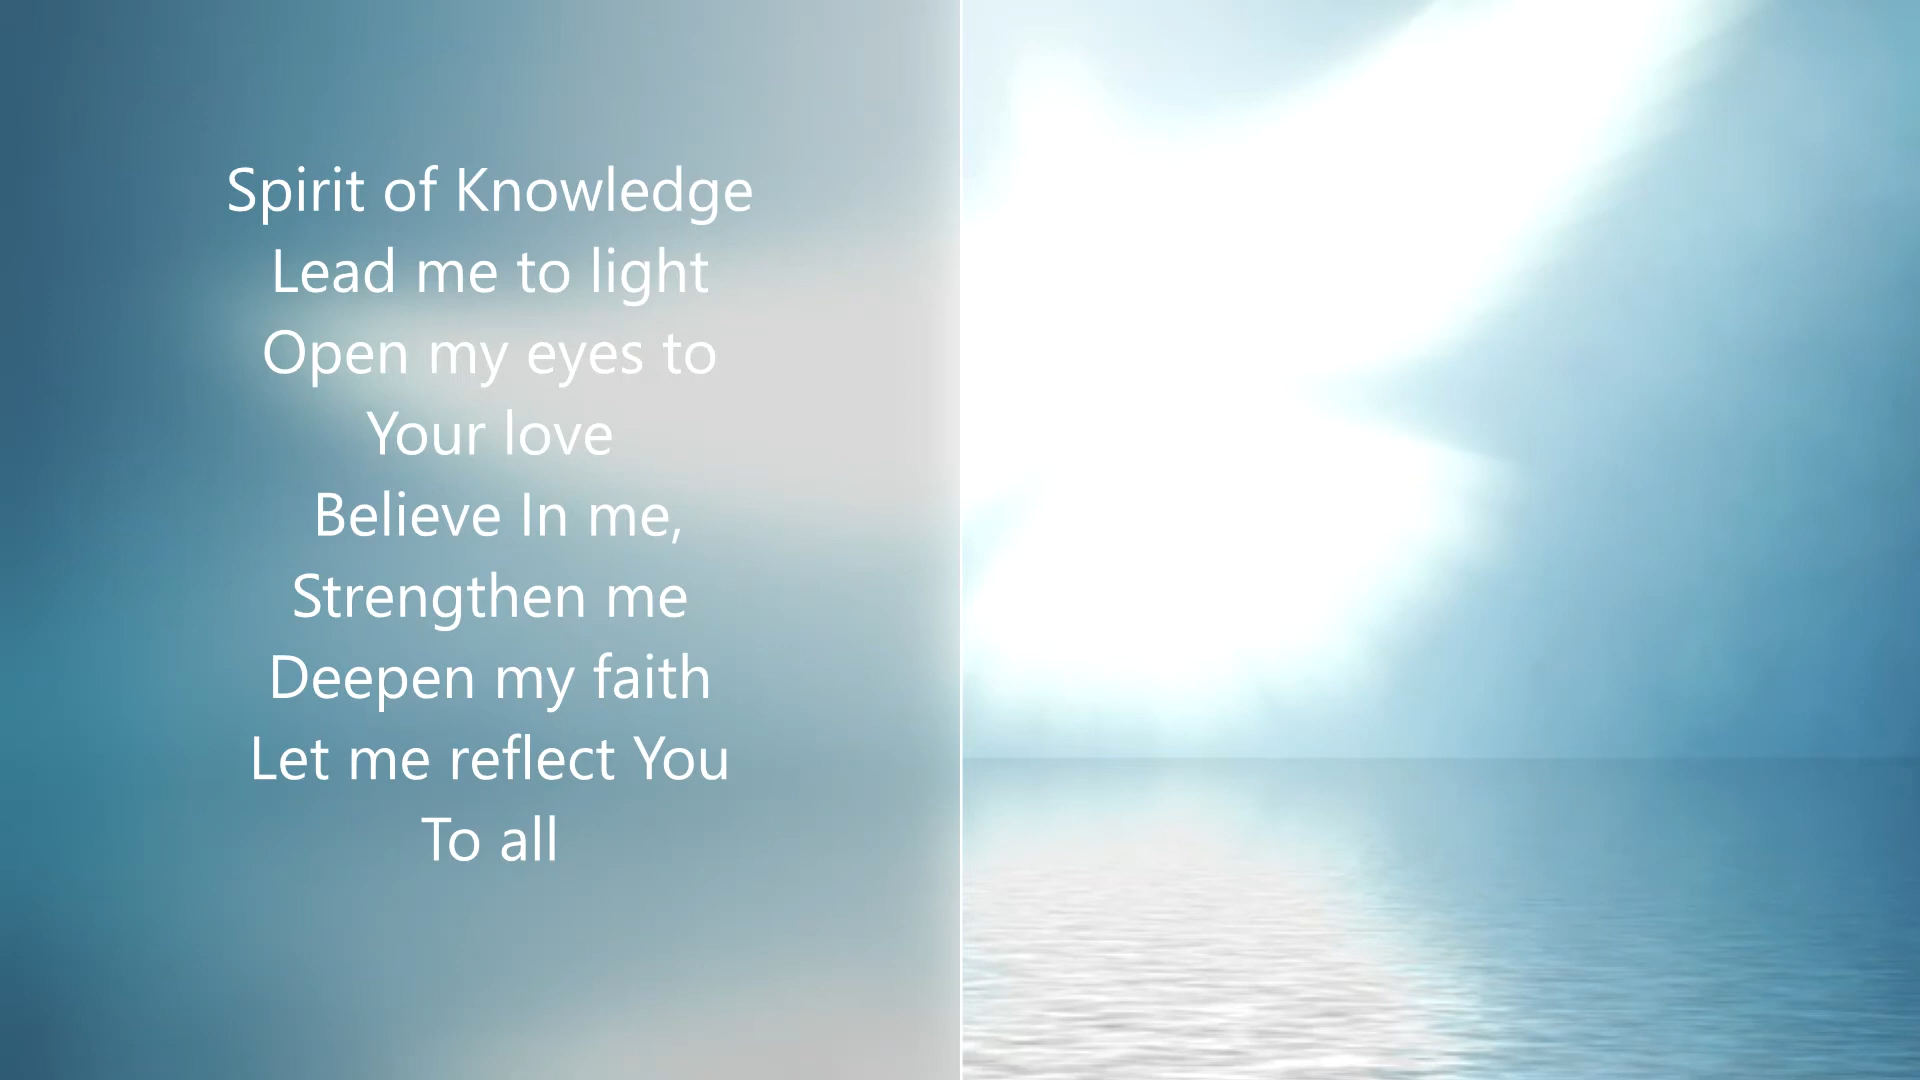 Spirit of Knowledge
Lead me to light
Open my eyes to
Your love
Believe In me,
Strengthen me
Deepen my faith
Let me reflect You
To all